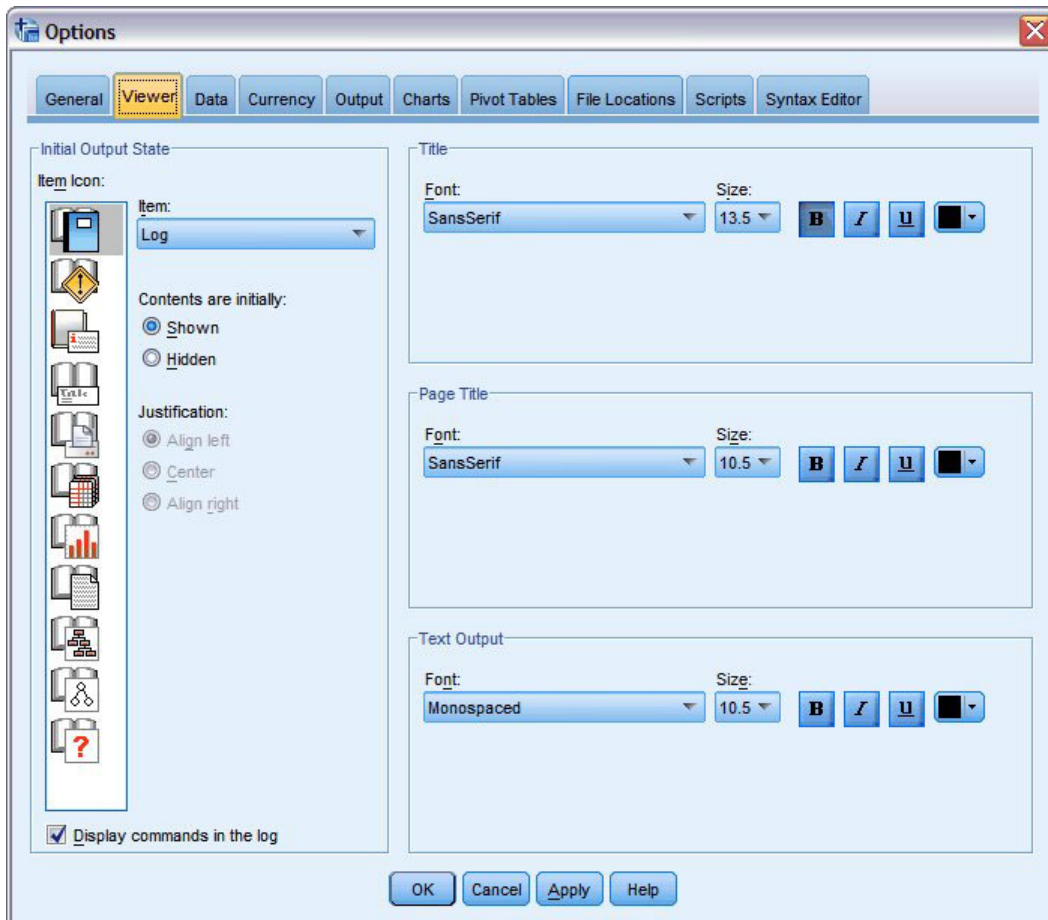 Options
General Viewer Data Currency Output Charts Pivot Tables File Locations Scripts Syntax Editor
Initial Output State
Item Icon:
Item:
Log
Contents are initially:
Shown
Hidden
Justification:
Align left
Center
Align right
Display commands in the log
Title
Font: Size:
SansSerif 13.5 B I U
Page Title
Font: Size:
SansSerif 10.5 B I U
Text Output
Font: Size:
Monospaced 10.5 B I U
OK Cancel Apply Help